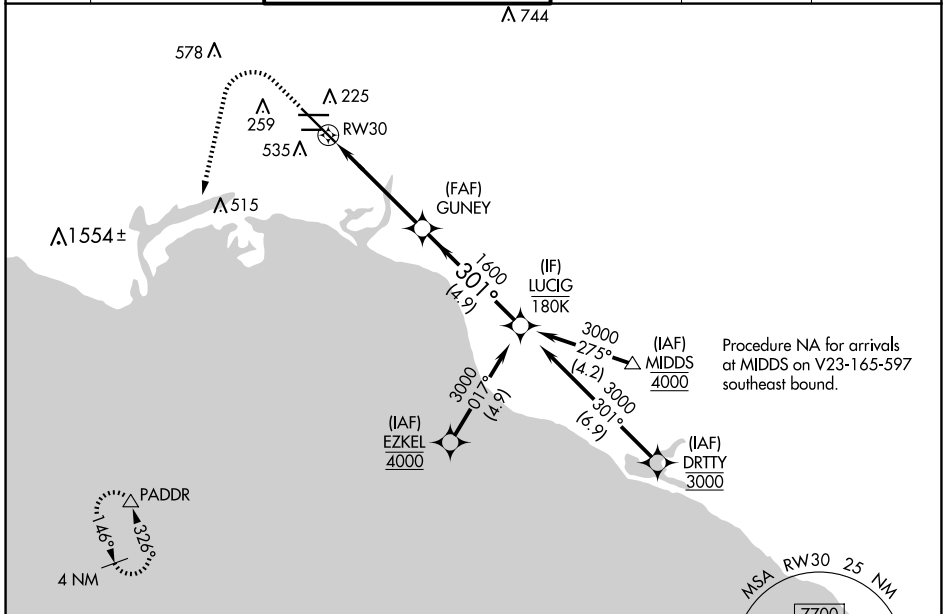 744
578
225
259
RW30
535
(FAF)
GUNEY
515
1554 ±
1600
301°
(4.9)
(IF)
LUCIG
180K
3000
275°
(4.2)
(IAF)
MIDDS
4000
Procedure NA for arrivals
at MIDDS on V23-165-597
southeast bound.
3000
017°
(4.9)
3000
301°
(6.9)
(IAF)
EZKEL
4000
(IAF)
DRTTY
3000
PADDR
146°
326°
4 NM
MSA RW30 25 NM
7700